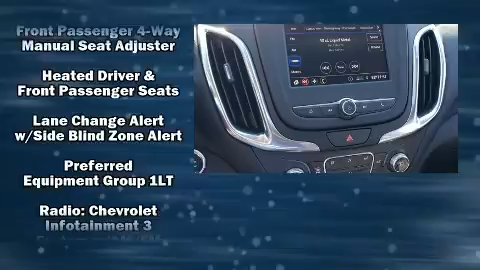 Front Passenger 4-Way
Manual Seat Adjuster
Heated Driver &
Front Passenger Seats
Lane Change Alert
w/Side Blind Zone Alert
Preferred
Equipment Group 1LT
Radio: Chevrolet
Infotainment 3